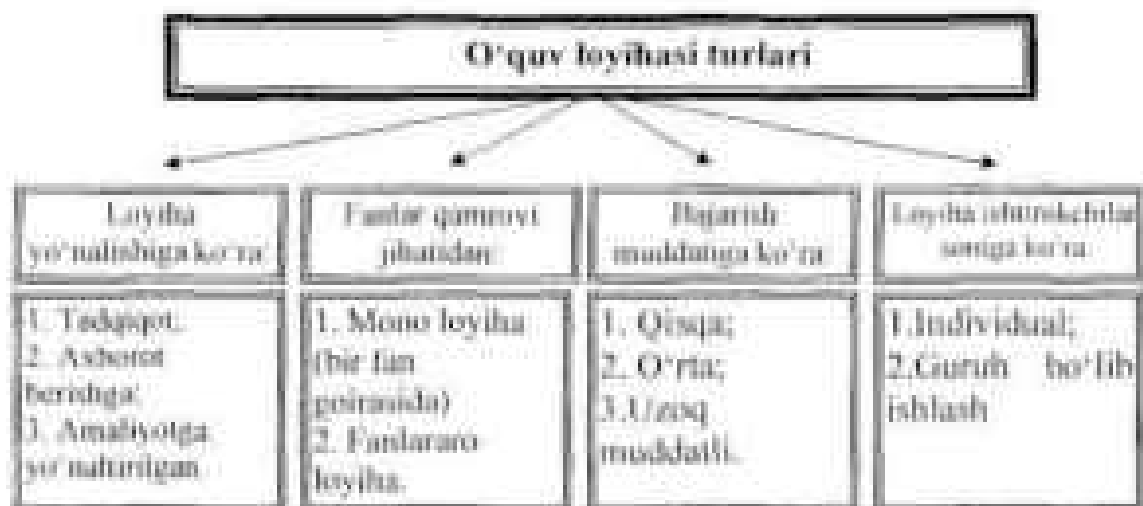 O'quv loyihasi turlari
Loyiha
yo'nalishiga ko'ra
Fanlar qamrovi
jihatidan:
Bajarish
muddatiga ko'ra:
Loyiha ishtirokchilar
soniga ko'ra
1. Tadqiqot.
2. Axborot
berishga;
3. Amaliyotga
yo'naltirilgan
1. Mono loyiha
(bir fan
doirasida)
2. Fanlararo
loyiha.
1. Qisqa;
2. O'rta;
3.Uzoq
muddatli.
1.Individual;
2.Guruh bo'lib
ishlash